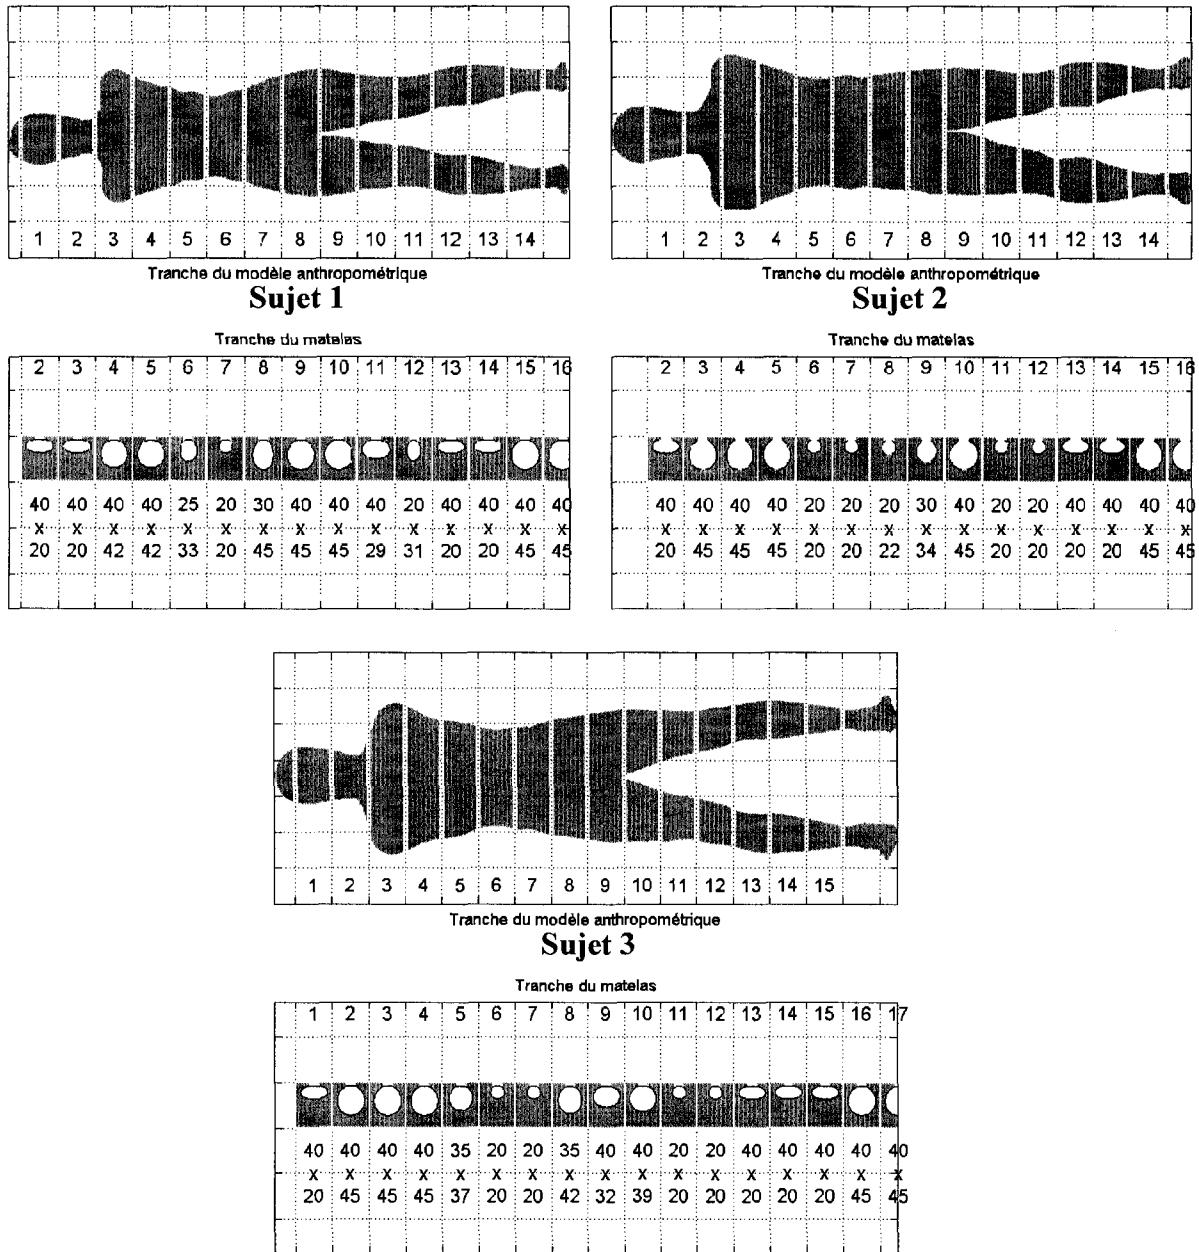 1 2 3 4 5 6 7 8 9 10 11 12 13 14
Tranche du modèle anthropométrique
Sujet 1
Tranche du matelas
2 3 4 5 6 7 8 9 10 11 12 13 14 15 16
40 40 40 40 25 20 30 40 40 40 20 40 40 40 40
x x x x x x x x x x x x x x x
20 20 42 42 33 20 45 45 45 29 31 20 20 45 45
1 2 3 4 5 6 7 8 9 10 11 12 13 14
Tranche du modèle anthropométrique
Sujet 2
Tranche du matelas
2 3 4 5 6 7 8 9 10 11 12 13 14 15 16
40 40 40 40 20 20 20 30 40 20 20 40 40 40 40
x x x x x x x x x x x x x x x
20 45 45 45 20 20 22 34 45 20 20 20 20 45 45
1 2 3 4 5 6 7 8 9 10 11 12 13 14 15
Tranche du modèle anthropométrique
Sujet 3
Tranche du matelas
1 2 3 4 5 6 7 8 9 10 11 12 13 14 15 16 17
40 40 40 40 35 20 20 35 40 40 20 20 40 40 40 40 40
x x x x x x x x x x x x x x x x x
20 45 45 45 37 20 20 42 32 39 20 20 20 20 20 45 45